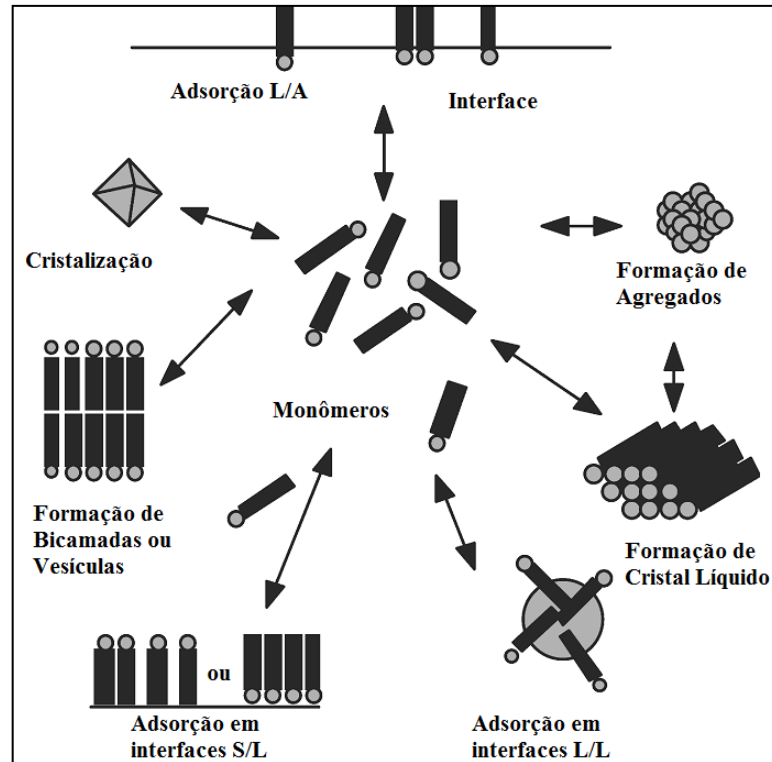 Adsorção L/A
Interface
Cristalização
Formação de
Agregados
Monômeros
Formação de
Bicamadas ou
Vesículas
Formação de
Cristal Líquido
ou
Adsorção em
interfaces S/L
Adsorção em
interfaces L/L